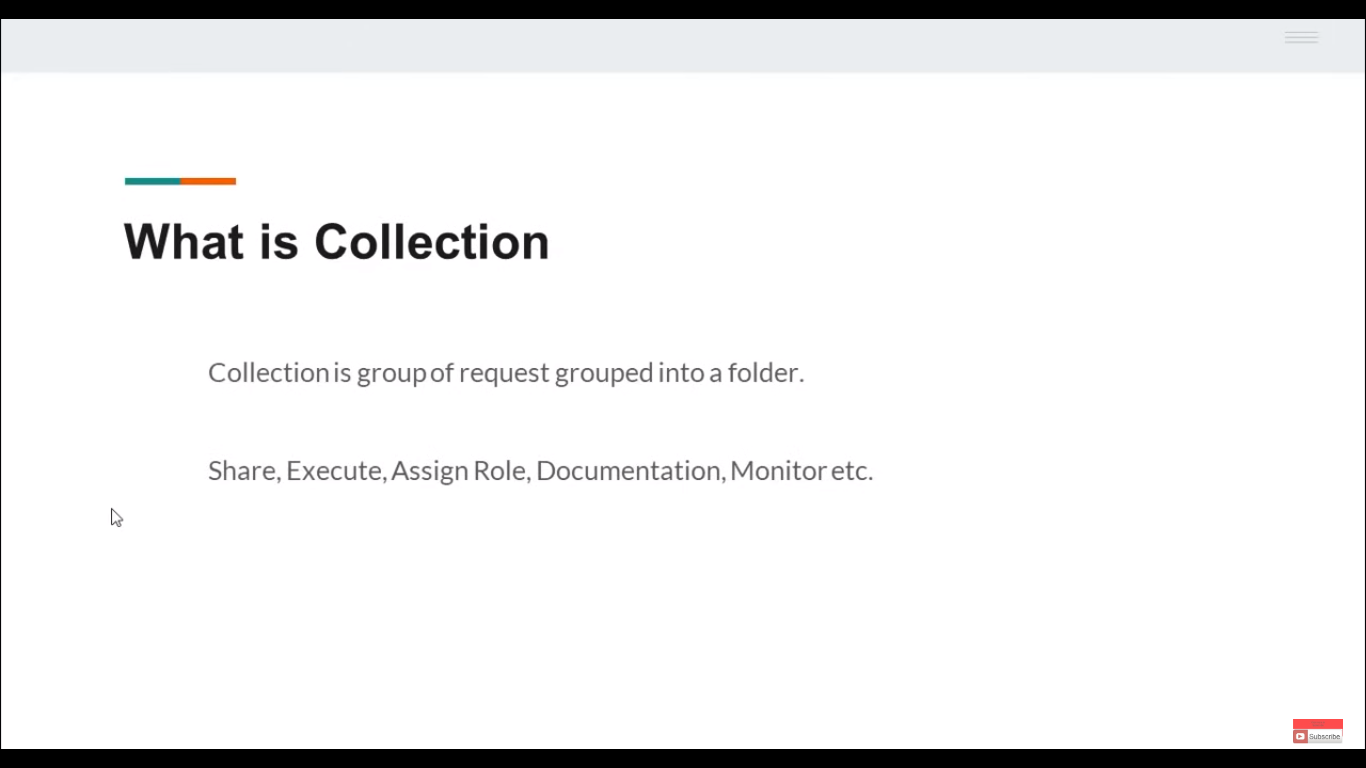 What is Collection
Collection is group of request grouped into a folder.
Share, Execute, Assign Role, Documentation, Monitor etc.
Subscribe